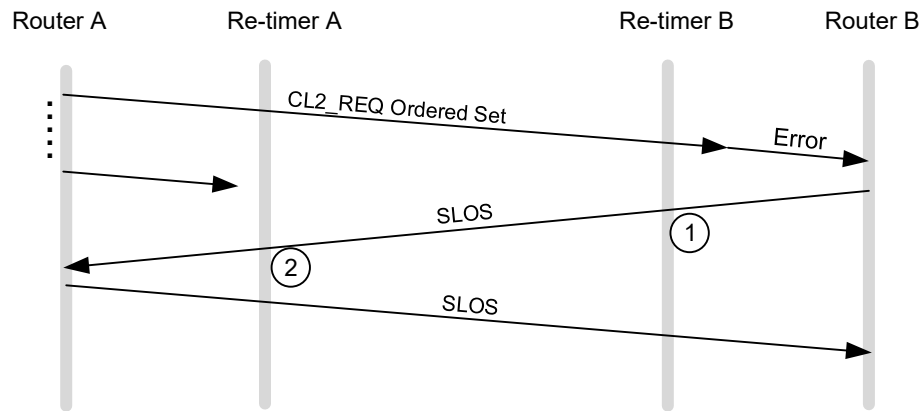 Router A
Re-timer A
Re-timer B
Router B
CL2_REQ Ordered Set
Error
SLOS
1
2
SLOS